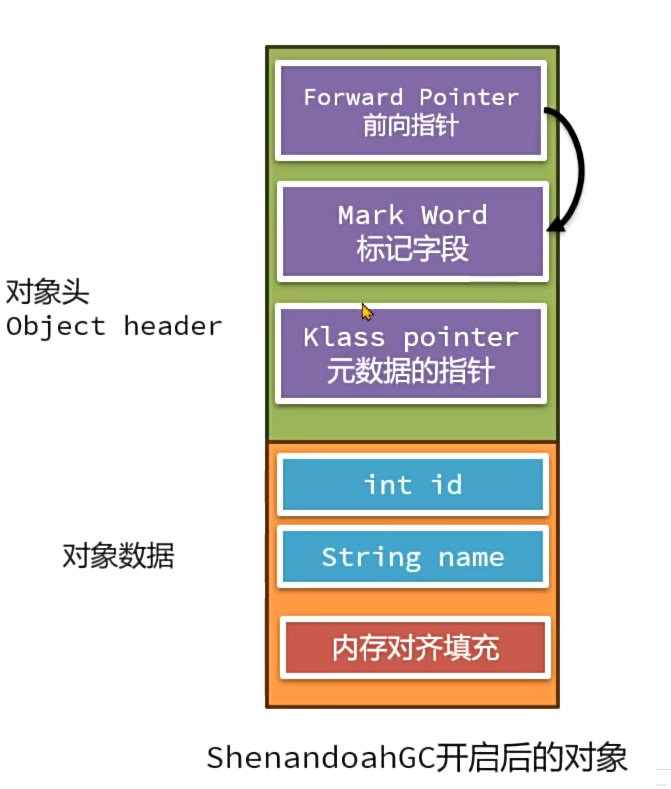 Forward Pointer
前向指针
Mark Word
标记字段
对象头
Object header
Klass pointer
元数据的指针
int id
对象数据
String name
内存对齐填充
ShenandoahGC开启后的对象